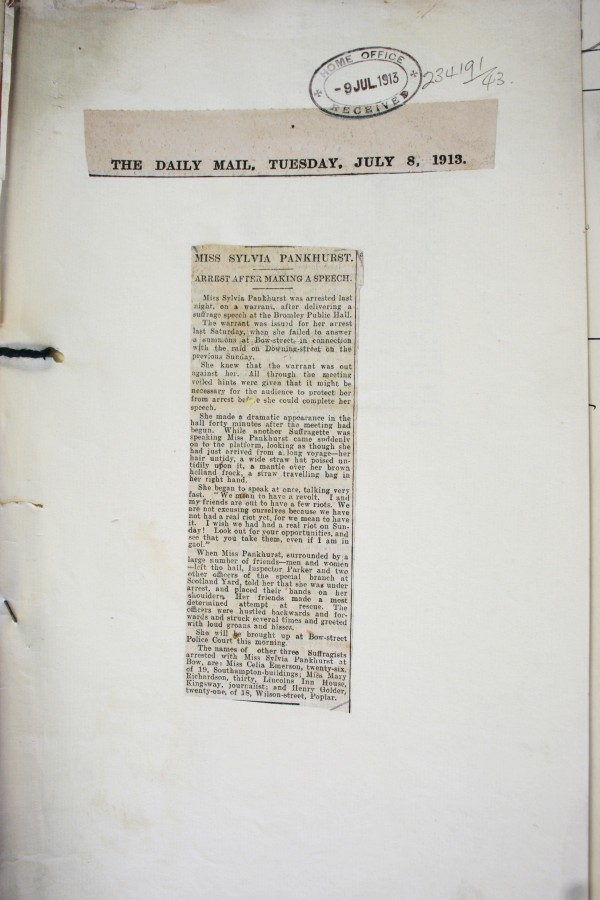 HOME OFFICE
-9 JUL.1913
RECEIVED
234191/43.
THE DAILY MAIL, TUESDAY, JULY 8, 1913.
MISS SYLVIA PANKHURST.
ARREST AFTER MAKING A SPEECH.
Miss Sylvia Pankhurst was arrested last
night, on a warrant, after delivering a
suffrage speech at the Bromley Public Hall.
The warrant was issued for her arrest
last Saturday, when she failed to answer
a summons at Bow-street in connection
with the raid on Downing-street on the
previous Sunday.
She knew that the warrant was out
against her. All through the meeting
veiled hints were given that it might be
necessary for the audience to protect her
from arrest before she could complete her
speech.
She made a dramatic appearance in the
hall forty minutes after the meeting had
begun. While another Suffragette was
speaking Miss Pankhurst came suddenly
on to the platform, looking as though she
had just arrived from a long voyage—her
hair untidy, a wide straw hat poised un-
tidily upon it, a mantle over her brown
holland frock, a straw travelling bag in
her right hand.
She began to speak at once, talking very
fast. "We mean to have a revolt. I and
my friends are out to have a few riots. We
are not excusing ourselves because we have
not had a real riot yet, for we mean to have
it. I wish we had had a real riot on Sun-
day! Look out for your opportunities, and
see that you take them, even if I am in
gaol."
When Miss Pankhurst, surrounded by a
large number of friends—men and women
—left the hall, Inspector Parker and two
other officers of the special branch at
Scotland Yard, told her that she was under
arrest, and placed their hands on her
shoulders. Her friends made a most
determined attempt at rescue. The
officers were hustled backwards and for-
wards and struck several times and greeted
with loud groans and hisses.
She will be brought up at Bow-street
Police Court this morning.
The names of other three Suffragists
arrested with Miss Sylvia Pankhurst at
Bow, are: Miss Celia Emerson, twenty-six,
of 19, Southampton-buildings; Miss Mary
Richardson, thirty, Lincolns Inn House,
Kingsway, journalist; and Henry Golder,
twenty-one, of 18, Wilson-street, Poplar.